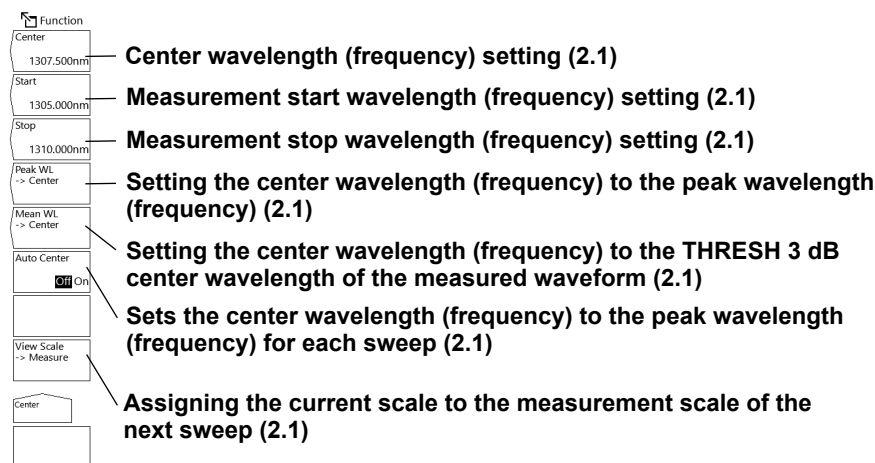 Function
Center
1307.500nm
Center wavelength (frequency) setting (2.1)
Start
1305.000nm
Measurement start wavelength (frequency) setting (2.1)
Stop
1310.000nm
Measurement stop wavelength (frequency) setting (2.1)
Peak WL
-> Center
Setting the center wavelength (frequency) to the peak wavelength
(frequency) (2.1)
Mean WL
-> Center
Setting the center wavelength (frequency) to the THRESH 3 dB
center wavelength of the measured waveform (2.1)
Auto Center
Off On
Sets the center wavelength (frequency) to the peak wavelength
(frequency) for each sweep (2.1)
View Scale
-> Measure
Assigning the current scale to the measurement scale of the
next sweep (2.1)
Center